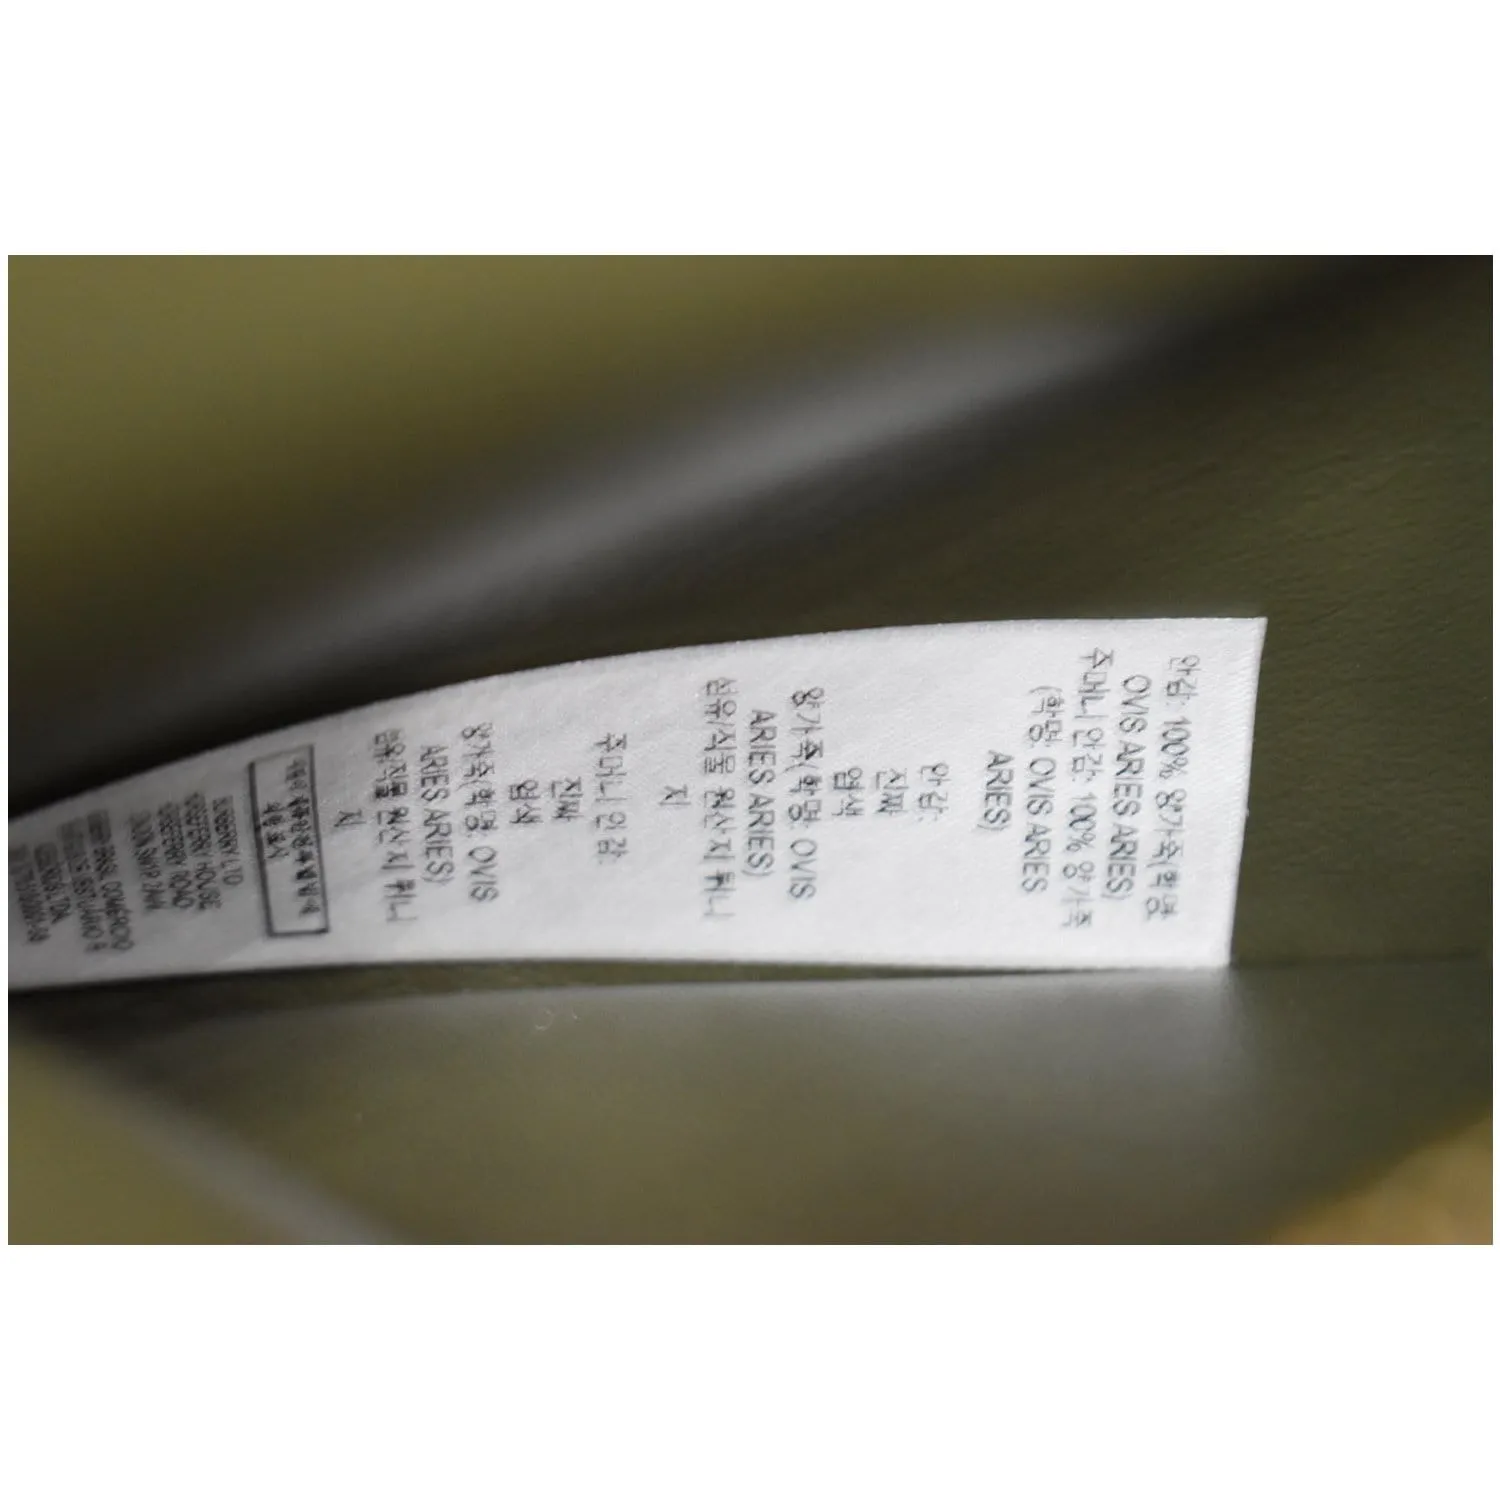 안감: 100% 양가죽(학명:
OVIS ARIES ARIES)
주머니 안감: 100% 양가죽
(학명: OVIS ARIES
ARIES)
안감:
진짜
염색
양가죽(학명: OVIS
ARIES ARIES)
섬유/식물 원산지 튀니
지
주머니 안감:
진짜
염색
양가죽(학명: OVIS
ARIES ARIES)
섬유/식물 원산지 튀니
지
BURBERRY LTD
HORSEFERRY HOUSE
HORSEFERRY ROAD
LONDON SW1P 2AW